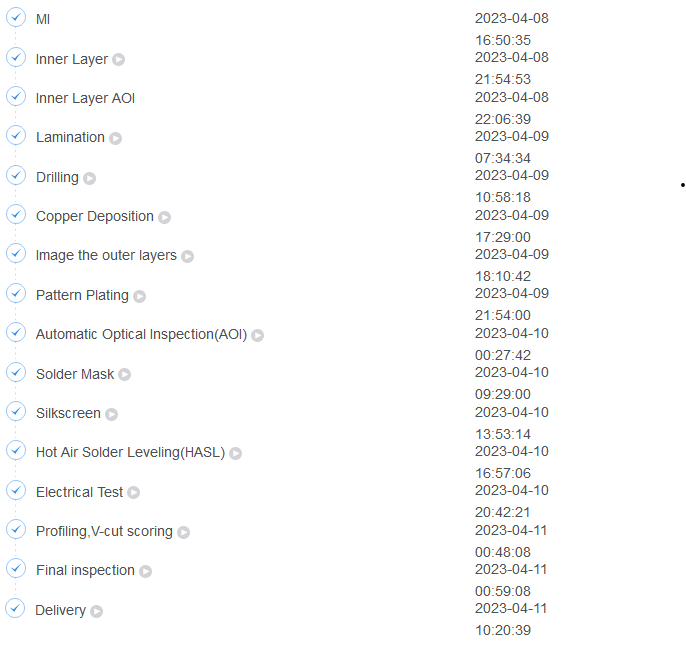 MI 2023-04-08
16:50:35
Inner Layer 2023-04-08
21:54:53
Inner Layer AOI 2023-04-08
22:06:39
Lamination 2023-04-09
07:34:34
Drilling 2023-04-09
10:58:18
Copper Deposition 2023-04-09
17:29:00
Image the outer layers 2023-04-09
18:10:42
Pattern Plating 2023-04-09
21:54:00
Automatic Optical Inspection(AOI) 2023-04-10
00:27:42
Solder Mask 2023-04-10
09:29:00
Silkscreen 2023-04-10
13:53:14
Hot Air Solder Leveling(HASL) 2023-04-10
16:57:06
Electrical Test 2023-04-10
20:42:21
Profiling,V-cut scoring 2023-04-11
00:48:08
Final inspection 2023-04-11
00:59:08
Delivery 2023-04-11
10:20:39